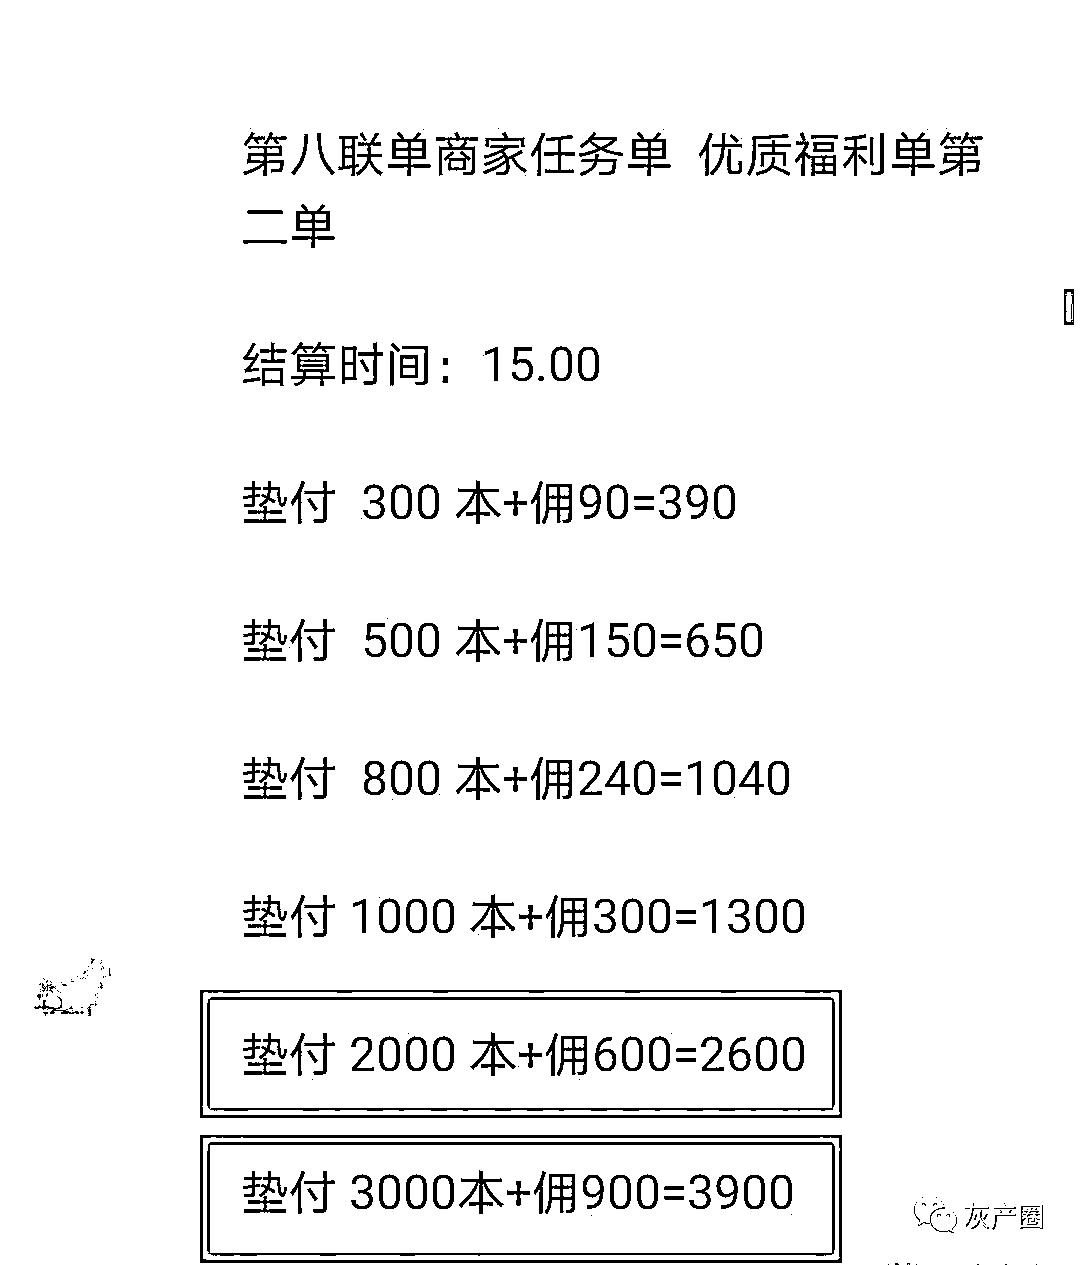 第八联单商家任务单 优质福利单第
二单
结算时间：15.00
垫付 300 本+佣90=390
垫付 500 本+佣150=650
垫付 800 本+佣240=1040
垫付 1000 本+佣300=1300
垫付 2000 本+佣600=2600
垫付 3000本+佣900=3900
灰产圈